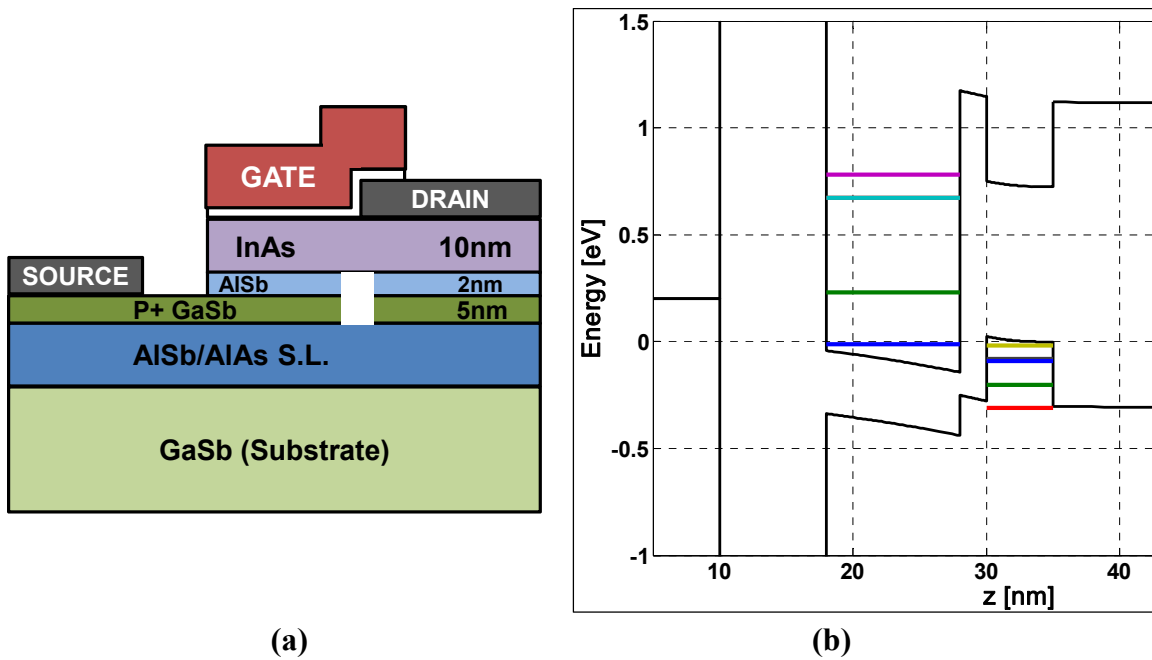 GATE
DRAIN
InAs 10nm
SOURCE
AlSb 2nm
P+ GaSb 5nm
AlSb/AlAs S.L.
GaSb (Substrate)
(a)
1.5
1
0.5
0
-0.5
-1
Energy [eV]
10 20 30 40
z [nm]
(b)